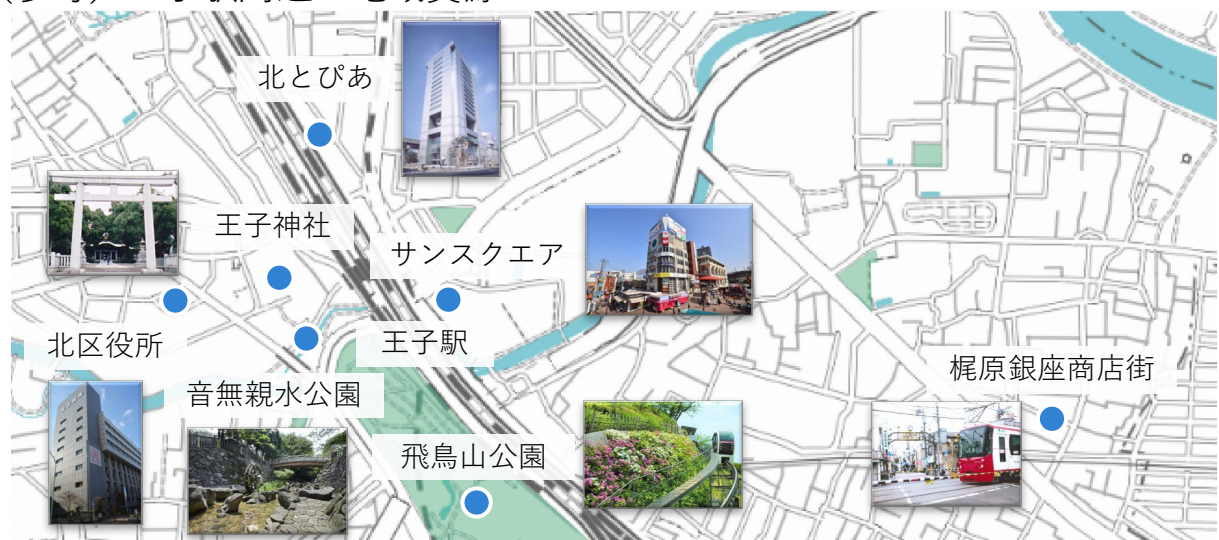 北とぴあ
王子神社
サンスクエア
北区役所
王子駅
梶原銀座商店街
音無親水公園
飛鳥山公園